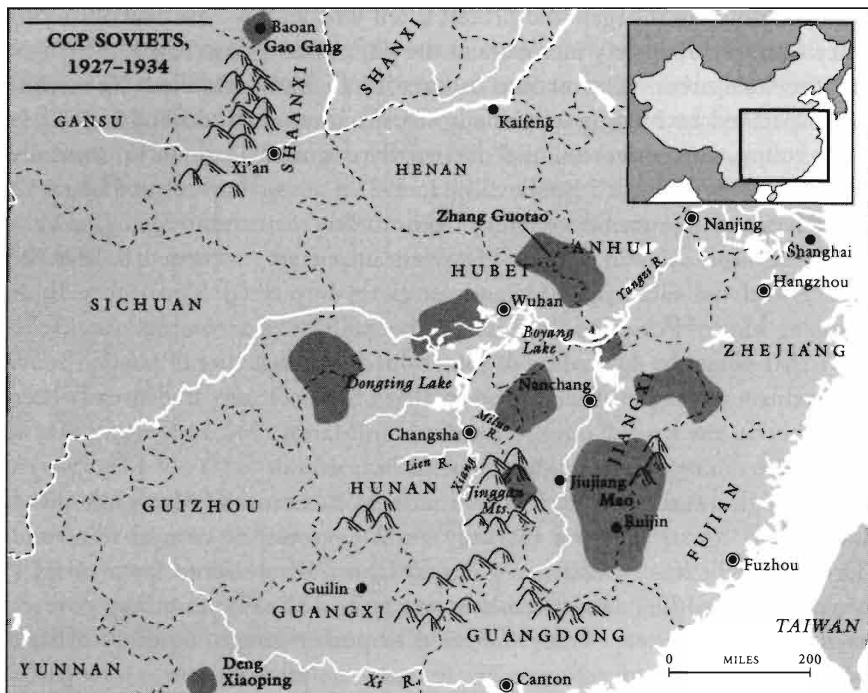 CCP SOVIETS,
1927–1934
Baoan
Gao Gang
SHANXI
SHANXI
GANSU
SHANXI
Kaifeng
Xi'an
HENAN
Zhang Guotao
ANHUI
Nanjing
Shanghai
HUBEI
Yangzi R.
Hangzhou
SICHUAN
Wuhan
Boyang
Lake
ZHEJIANG
Dongting Lake
Nanchang
JIANGXI
Miluo
R.
Changsha
Lien R.
Xiang
HUNAN
Jinggan
Mts.
Jiujiang
Mao
GUIZHOU
Ruijin
FUJIAN
Fuzhou
Guilin
GUANGXI
GUANGDONG
TAIWAN
YUNNAN
Deng
Xiaoping
Xi R.
Canton
0 MILES 200